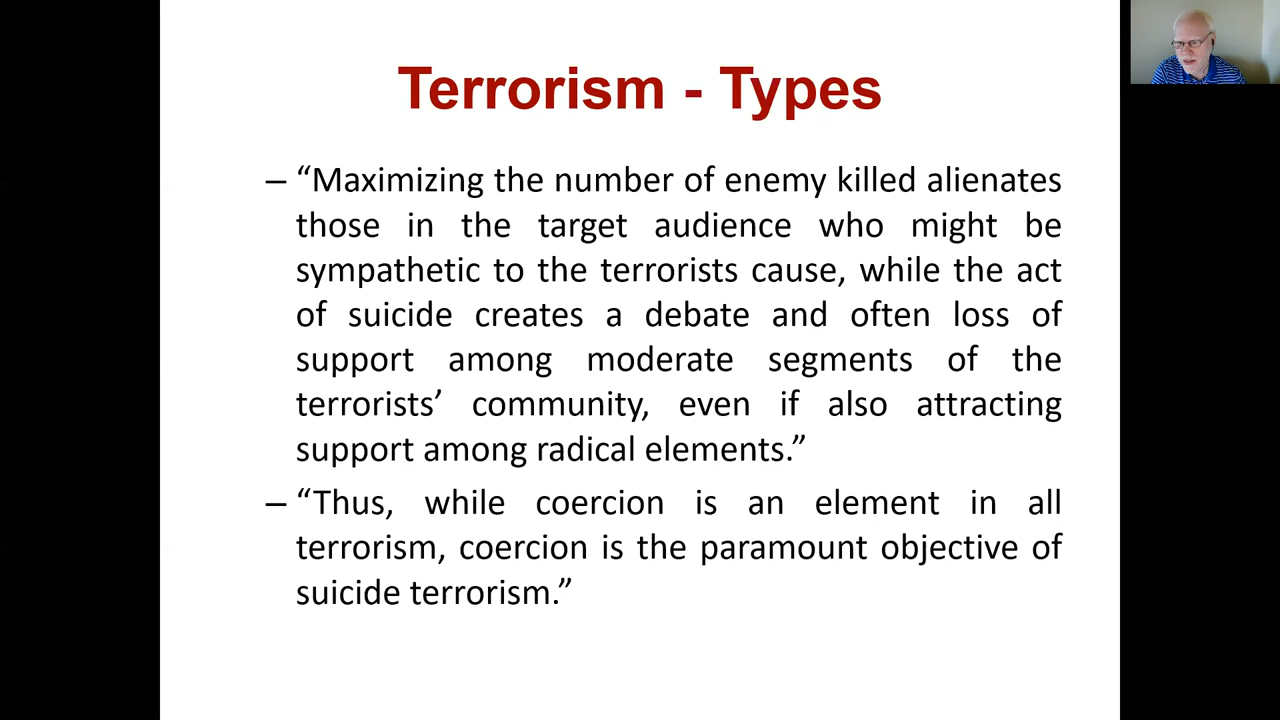 Terrorism - Types
– “Maximizing the number of enemy killed alienates
those in the target audience who might be
sympathetic to the terrorists cause, while the act
of suicide creates a debate and often loss of
support among moderate segments of the
terrorists’ community, even if also attracting
support among radical elements.”
– “Thus, while coercion is an element in all
terrorism, coercion is the paramount objective of
suicide terrorism.”